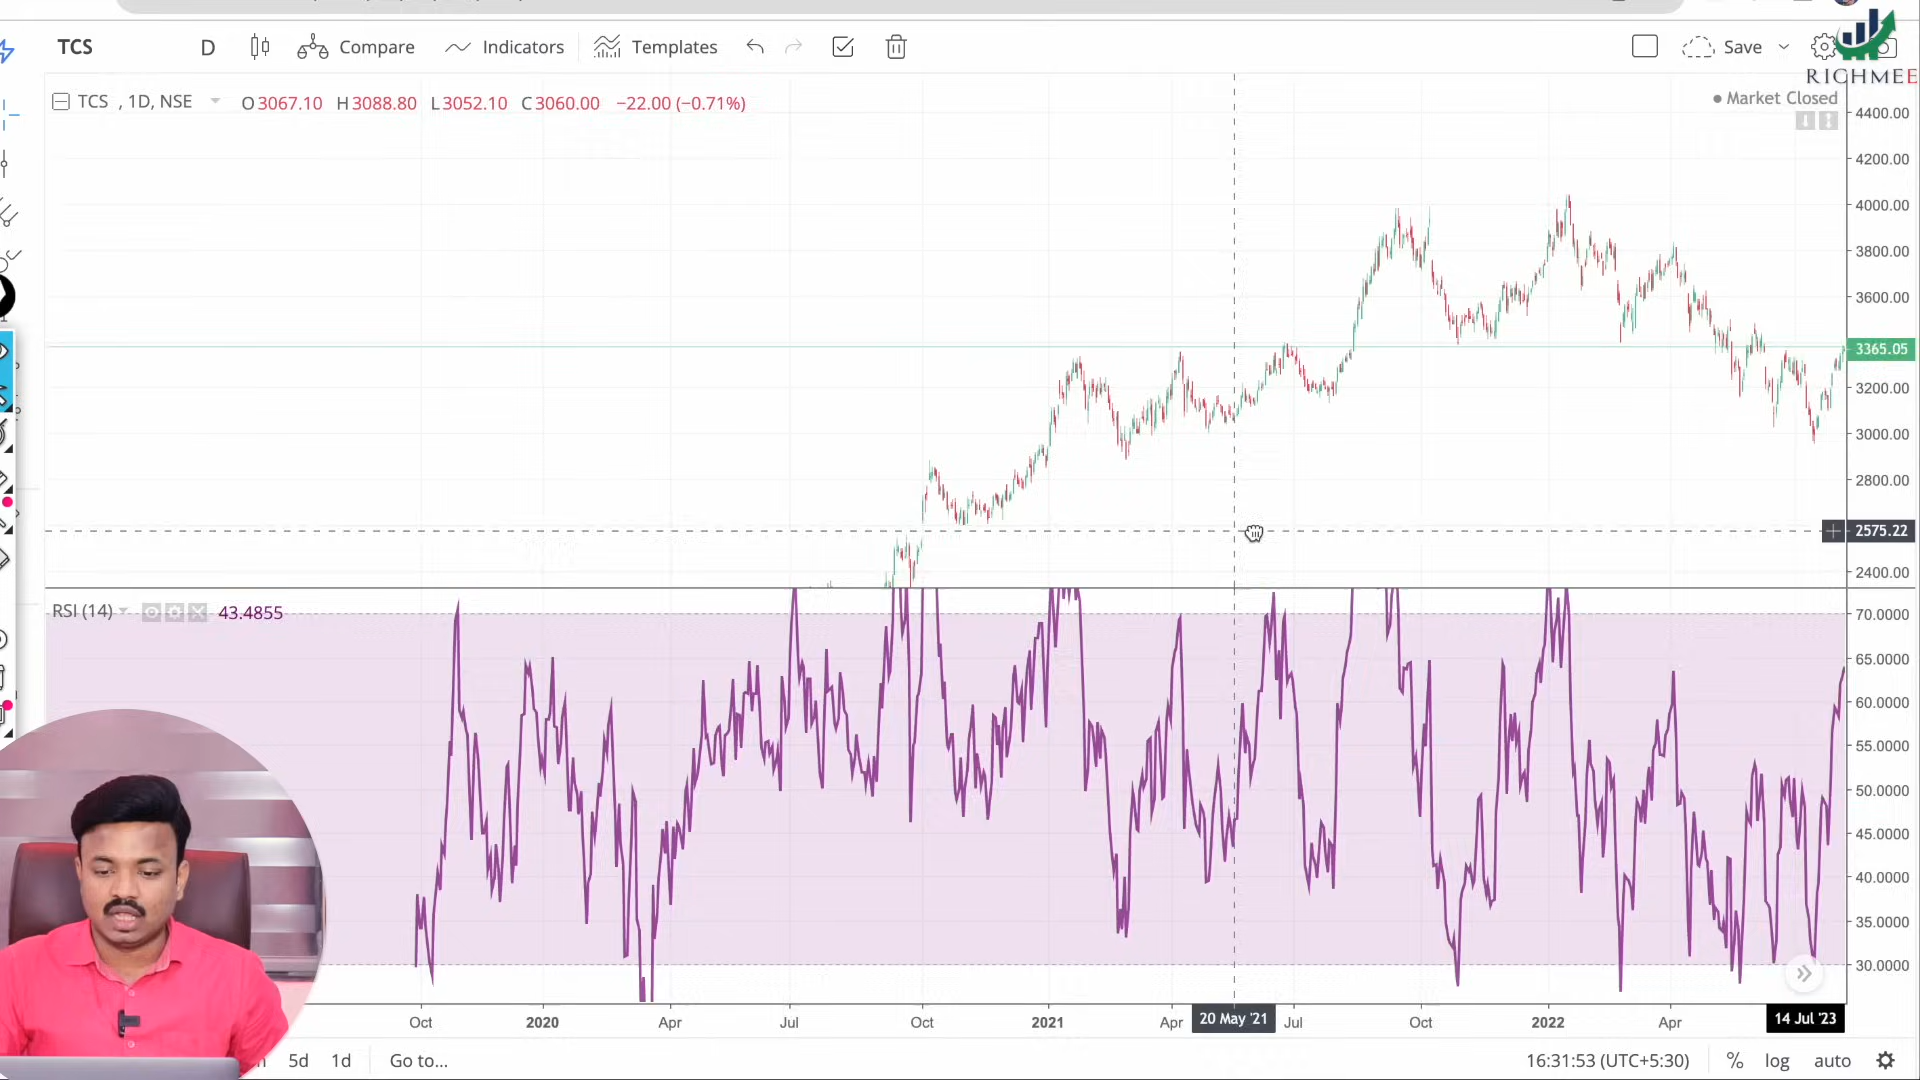 TCS
D
Compare
Indicators
Templates
Save
RICHMEE
TCS , 1D, NSE
O3067.10 H3088.80 L3052.10 C3060.00 −22.00 (−0.71%)
Market Closed
4400.00
4200.00
4000.00
3800.00
3600.00
3365.05
3200.00
3000.00
2800.00
2575.22
2400.00
RSI (14)
43.4855
70.0000
65.0000
60.0000
55.0000
50.0000
45.0000
40.0000
35.0000
30.0000
Oct 2020 Apr Jul Oct 2021 Apr 20 May '21 Jul Oct 2022 Apr 14 Jul '23
5d 1d Go to...
16:31:53 (UTC+5:30) % log auto